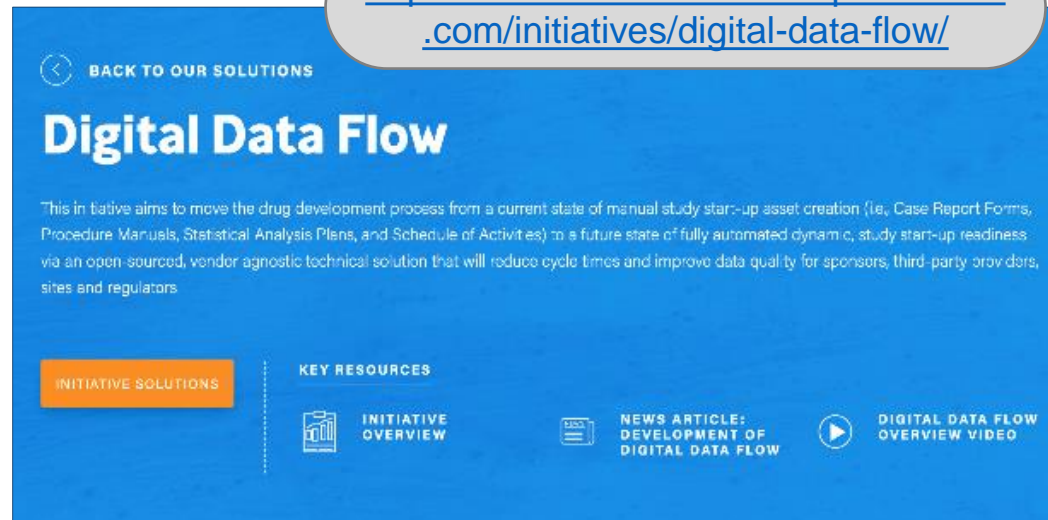 .com/initiatives/digital-data-flow/
BACK TO OUR SOLUTIONS
Digital Data Flow
This initiative aims to move the drug development process from a current state of manual study start-up asset creation (i.e., Case Report Forms,
Procedure Manuals, Statistical Analysis Plans, and Schedule of Activities) to a future state of fully automated dynamic, study start-up readiness
via an open-sourced, vendor agnostic technical solution that will reduce cycle times and improve data quality for sponsors, third-party providers,
sites and regulators
INITIATIVE SOLUTIONS
KEY RESOURCES
INITIATIVE
OVERVIEW
NEWS ARTICLE:
DEVELOPMENT OF
DIGITAL DATA FLOW
DIGITAL DATA FLOW
OVERVIEW VIDEO